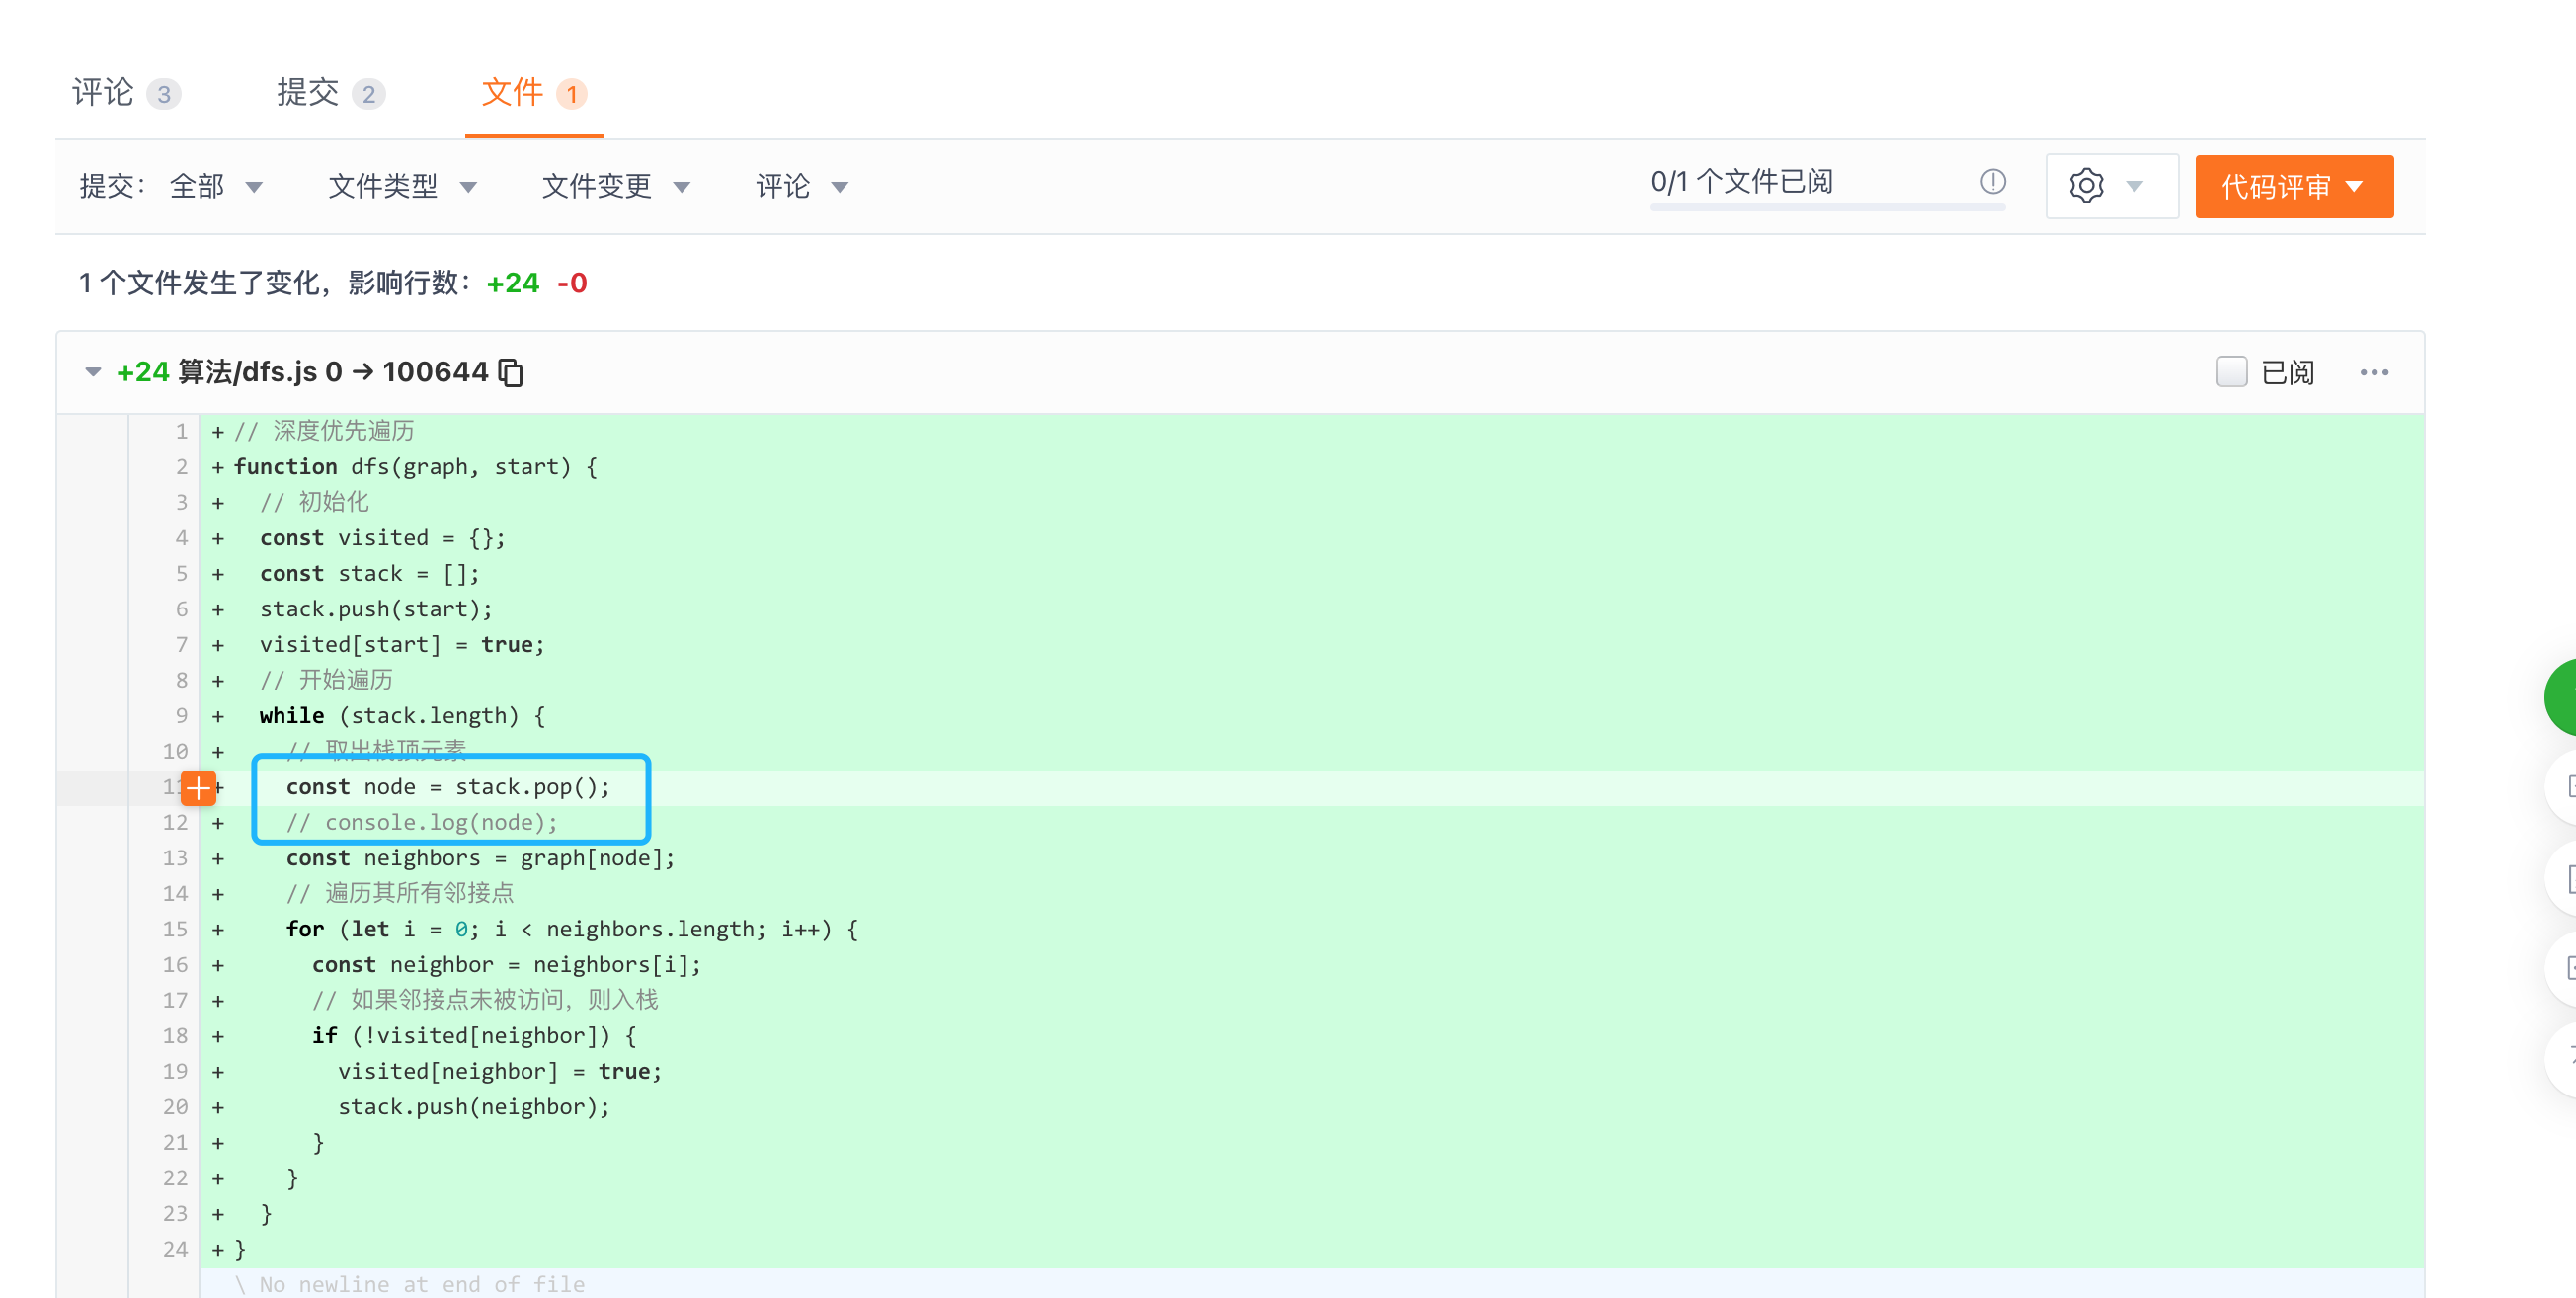 评论 3 提交 2 文件 1
提交： 全部 文件类型 文件变更 评论 0/1 个文件已阅 代码评审
1 个文件发生了变化，影响行数： +24 -0
+24 算法/dfs.js 0 → 100644 已阅
1 + // 深度优先遍历
2 + function dfs(graph, start) {
3 +   // 初始化
4 +   const visited = {};
5 +   const stack = [];
6 +   stack.push(start);
7 +   visited[start] = true;
8 +   // 开始遍历
9 +   while (stack.length) {
10 +     // 取出栈顶元素
11 +     const node = stack.pop();
12 +     // console.log(node);
13 +     const neighbors = graph[node];
14 +     // 遍历其所有邻接点
15 +     for (let i = 0; i < neighbors.length; i++) {
16 +       const neighbor = neighbors[i];
17 +       // 如果邻接点未被访问，则入栈
18 +       if (!visited[neighbor]) {
19 +         visited[neighbor] = true;
20 +         stack.push(neighbor);
21 +       }
22 +     }
23 +   }
24 + }
\ No newline at end of file